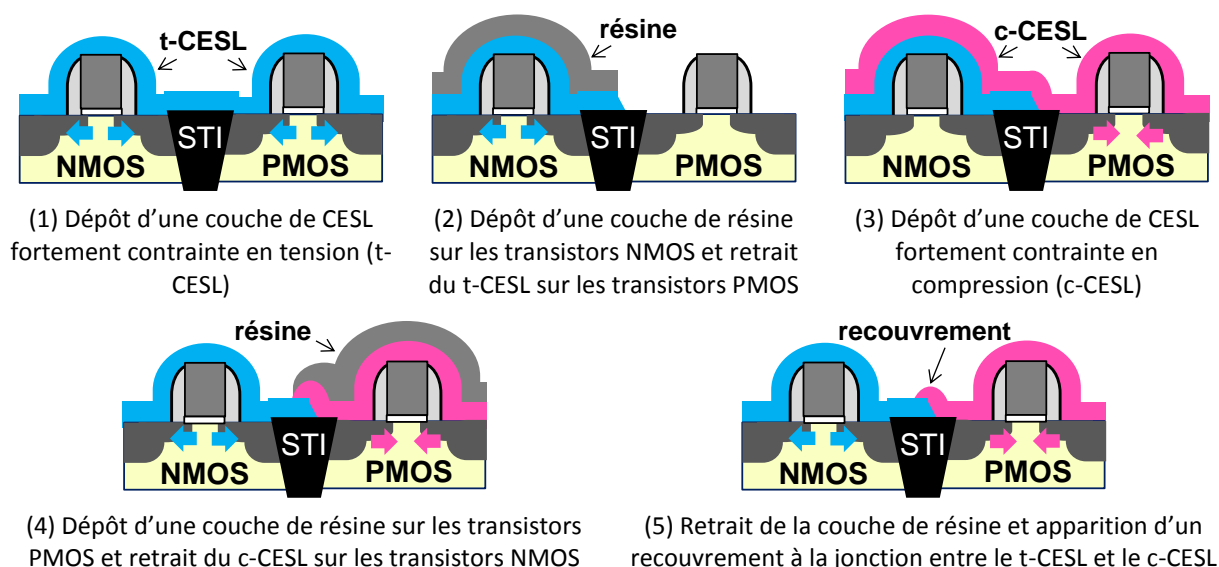 t-CESL
STI
NMOS
PMOS
(1) Dépôt d’une couche de CESL
fortement contrainte en tension (t-
CESL)
résine
STI
NMOS
PMOS
(2) Dépôt d’une couche de résine
sur les transistors NMOS et retrait
du t-CESL sur les transistors PMOS
c-CESL
STI
NMOS
PMOS
(3) Dépôt d’une couche de CESL
fortement contrainte en
compression (c-CESL)
résine
STI
NMOS
PMOS
(4) Dépôt d’une couche de résine sur les transistors
PMOS et retrait du c-CESL sur les transistors NMOS
recouvrement
STI
NMOS
PMOS
(5) Retrait de la couche de résine et apparition d’un
recouvrement à la jonction entre le t-CESL et le c-CESL